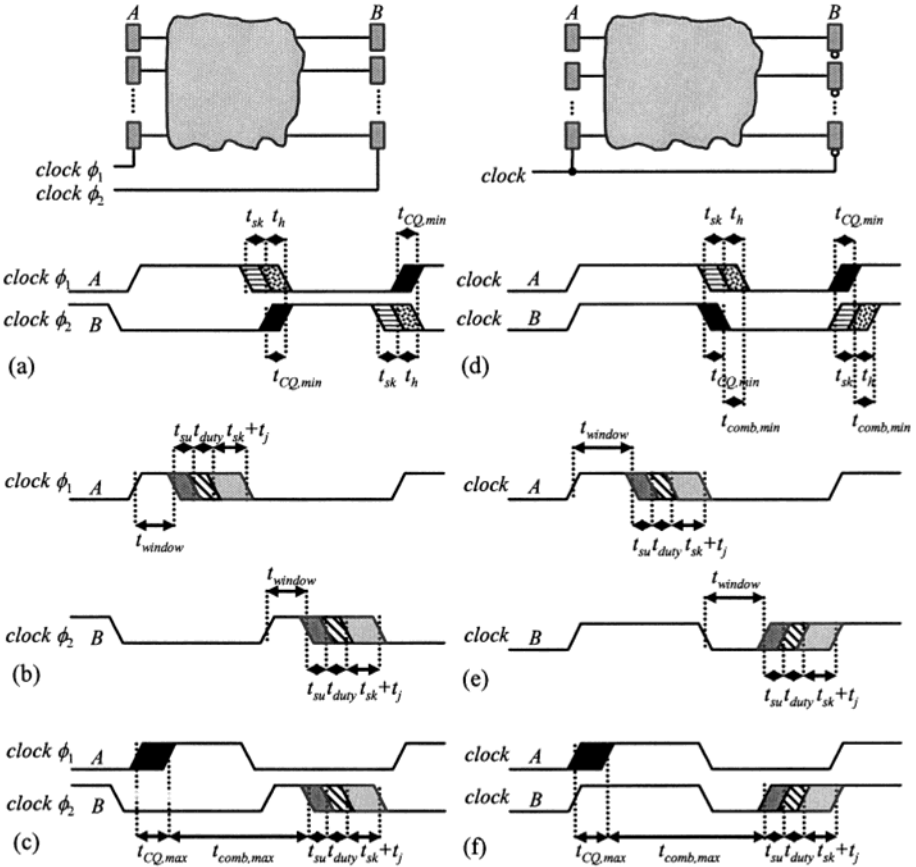 A B
clock ϕ1
clock ϕ2
A B
clock
tsk th tCQ,min
clock ϕ1 A
clock ϕ2 B
(a)
tCQ,min tsk th
tsk th tCQ,min
clock A
clock B
(d)
tCQ,min tsk th
tcomb,min tcomb,min
tsu tduty tsk+tj
clock ϕ1 A
twindow
twindow
clock ϕ2 B
(b)
tsu tduty tsk+tj
twindow
clock A
tsu tduty tsk+tj
twindow
clock B
(e)
tsu tduty tsk+tj
clock ϕ1 A
clock ϕ2 B
(c)
tCQ,max tcomb,max tsu tduty tsk+tj
clock A
clock B
(f)
tCQ,max tcomb,max tsu tduty tsk+tj